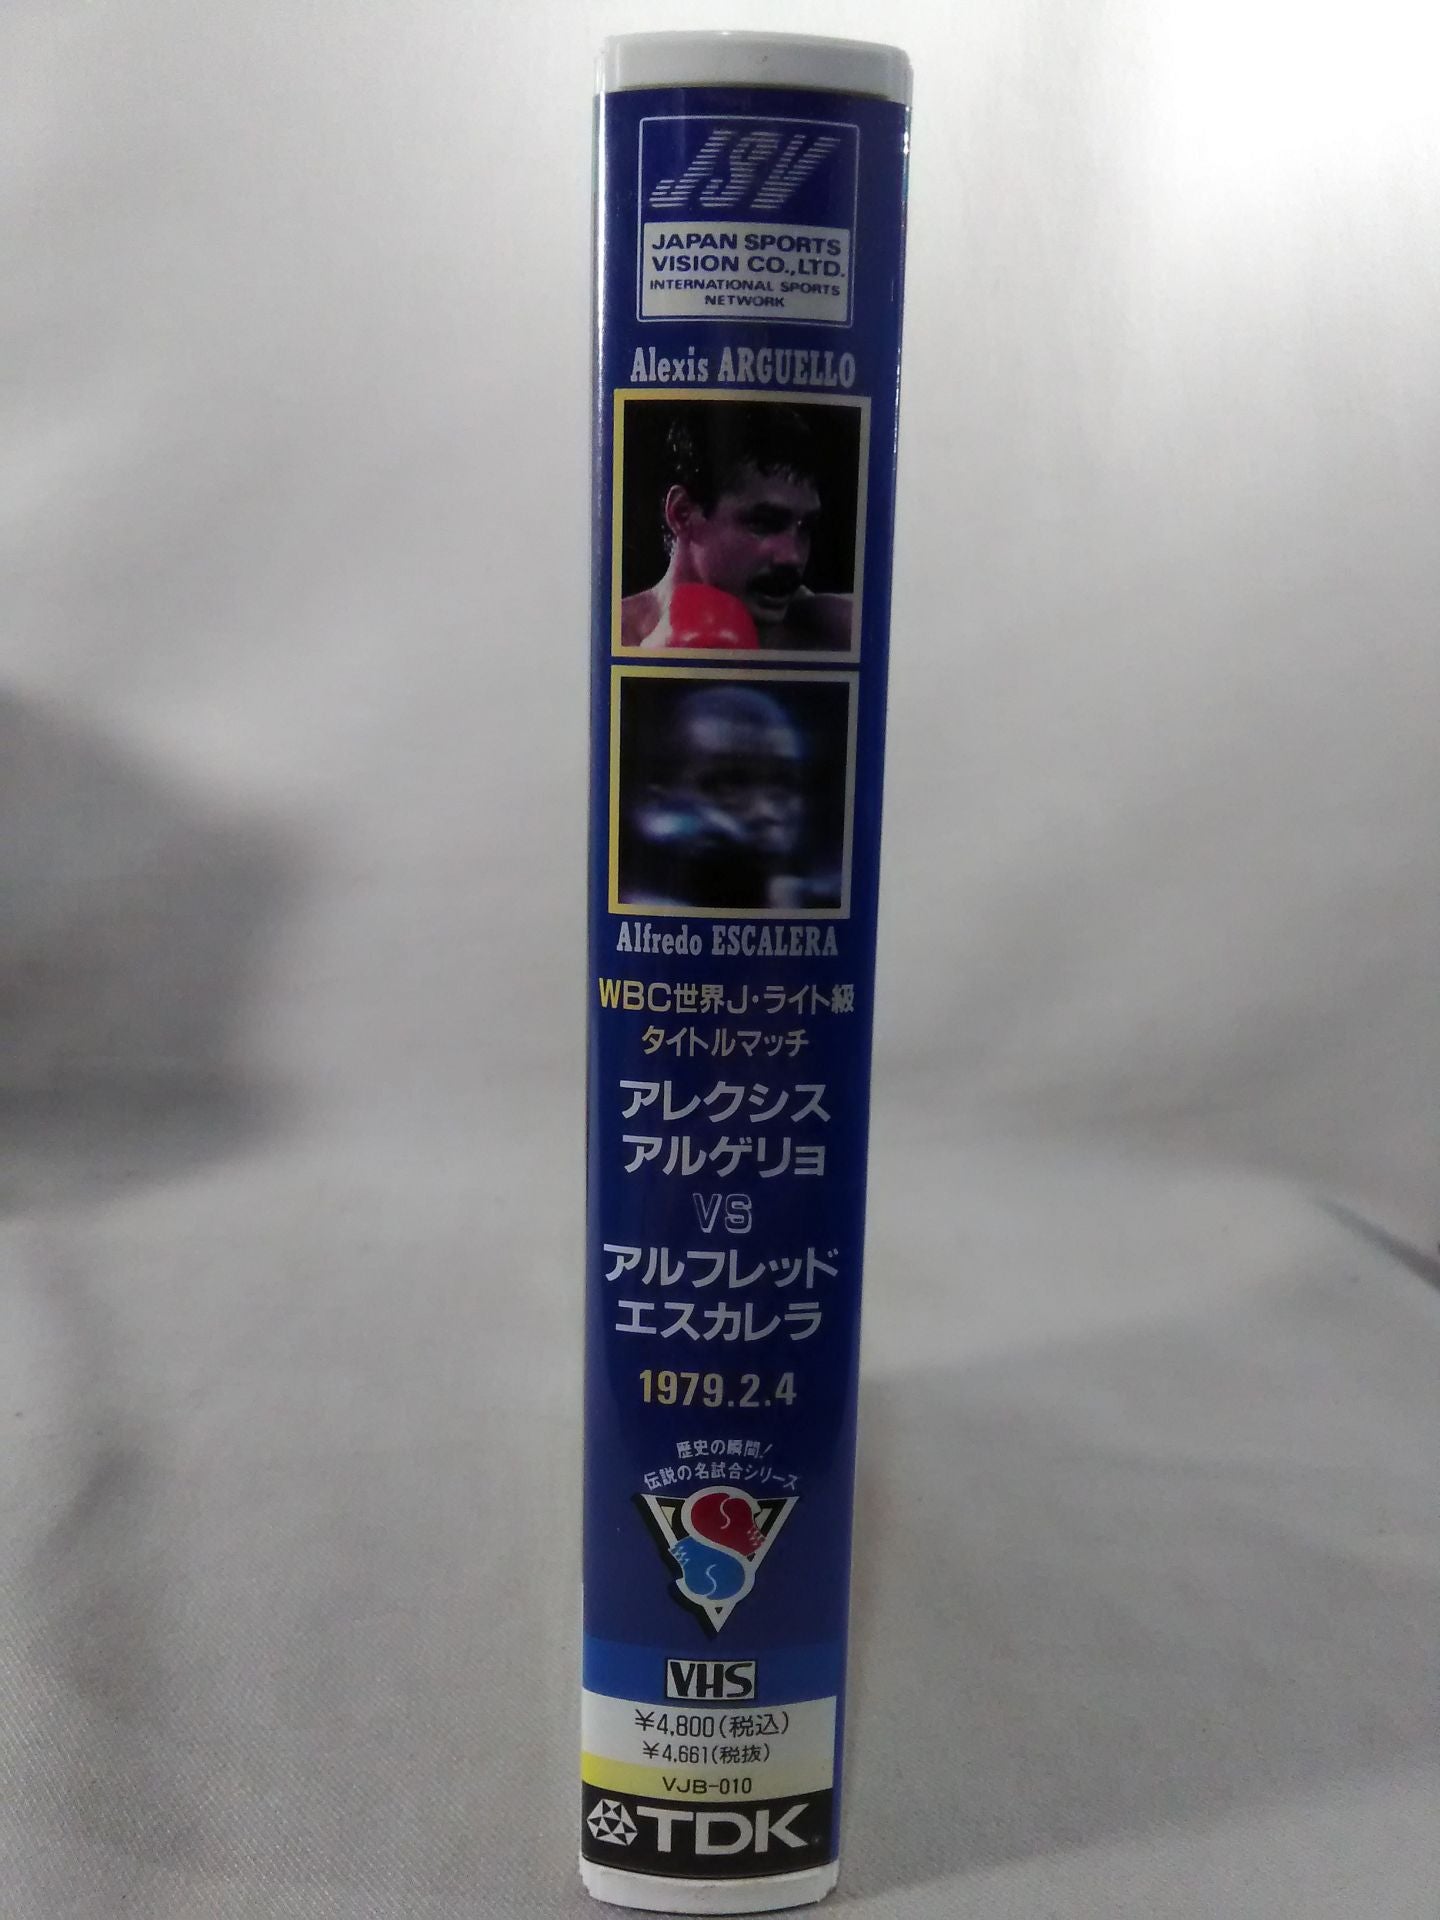 JSV
JAPAN SPORTS
VISION CO.,LTD.
INTERNATIONAL SPORTS
NETWORK
Alexis ARGUELLO
Alfredo ESCALERA
WBC世界J・ライト級
タイトルマッチ
アレクシス
アルゲリョ
VS
アルフレッド
エスカレラ
1979.2.4
歴史の瞬間!
伝説の名試合シリーズ
VHS
¥4,800(税込)
¥4,661(税抜)
VJB-010
TDK